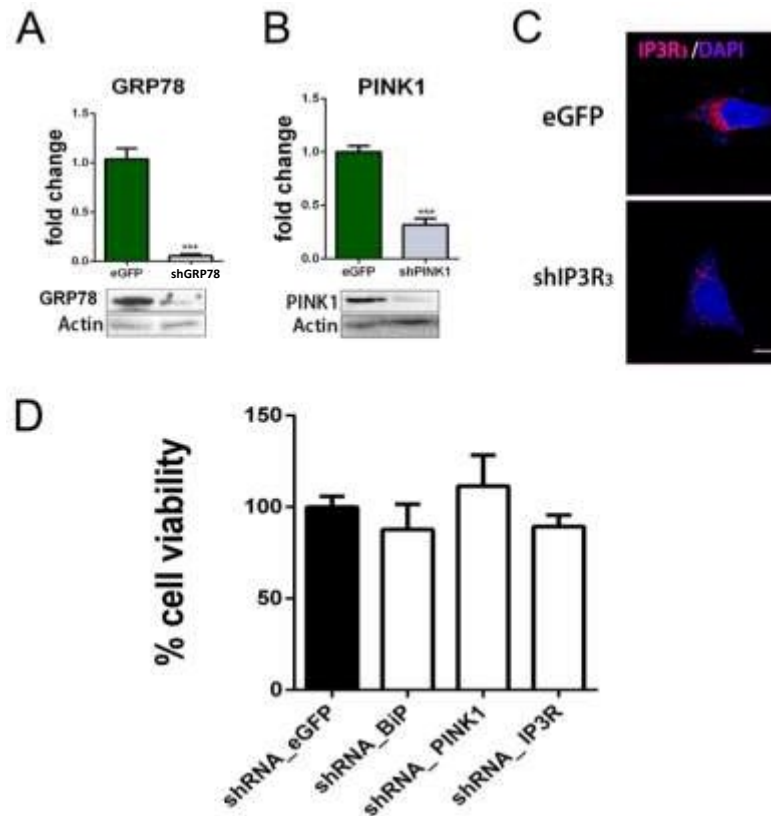 A
GRP78
fold change
1.5
1.0
0.5
0.0
***
eGFP shGRP78
GRP78
Actin
B
PINK1
fold change
1.5
1.0
0.5
0.0
***
eGFP shPINK1
PINK1
Actin
C
IP3R₃/DAPI
eGFP
shIP3R₃
D
% cell viability
150
100
50
0
shRNA_eGFP
shRNA_BiP
shRNA_PINK1
shRNA_IP3R